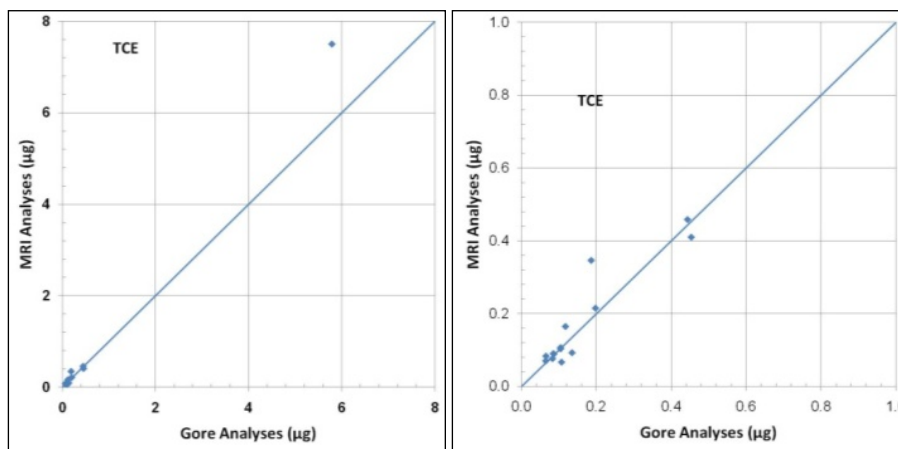 8
TCE
6
4
2
0
MRI Analyses (µg)
0 2 4 6 8
Gore Analyses (µg)
1.0
0.8
TCE
0.6
0.4
0.2
0.0
MRI Analyses (µg)
0.0 0.2 0.4 0.6 0.8 1.0
Gore Analyses (µg)